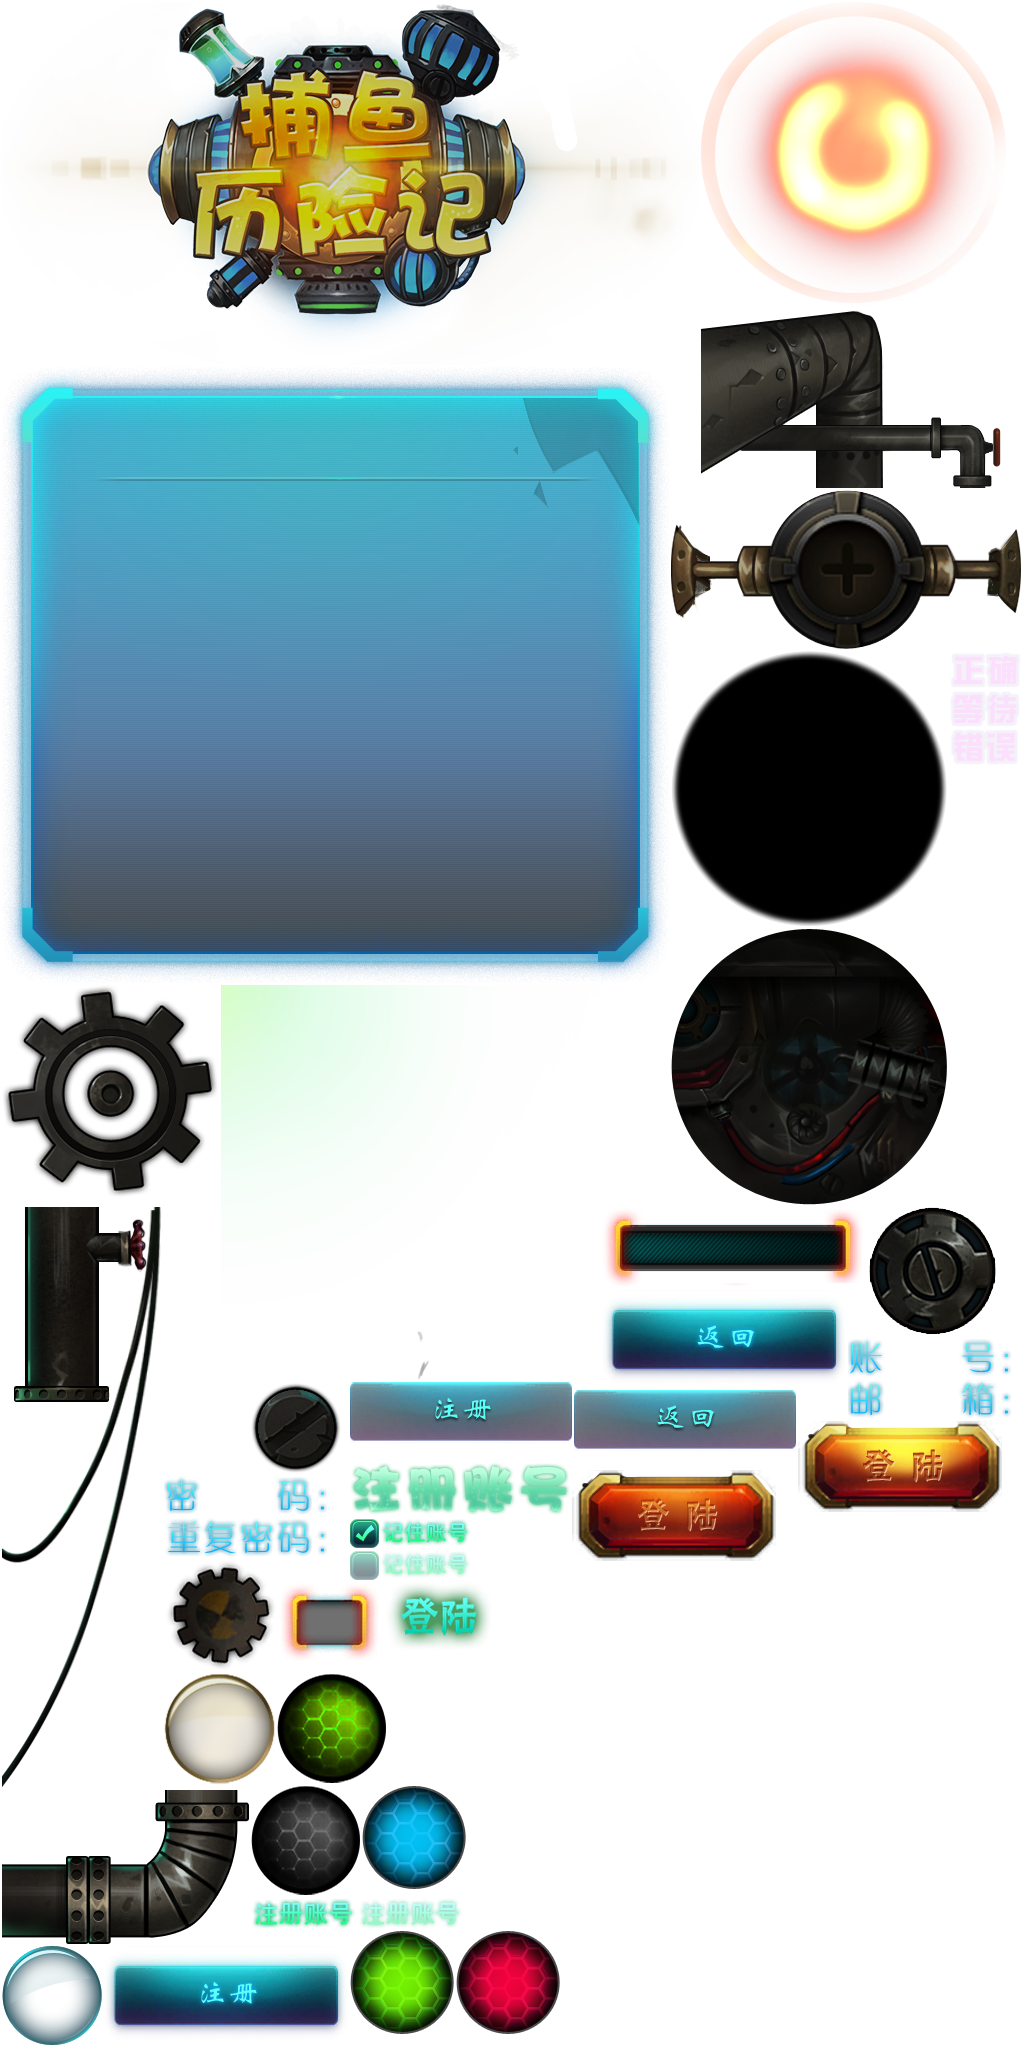 捕鱼
历险记
正确
等待
错误
返回
账 号：
邮 箱：
注册
返回
登 陆
登 陆
密 码：
重复密码：
注册账号
记住账号
记住账号
登陆
注册账号
注册账号
注册